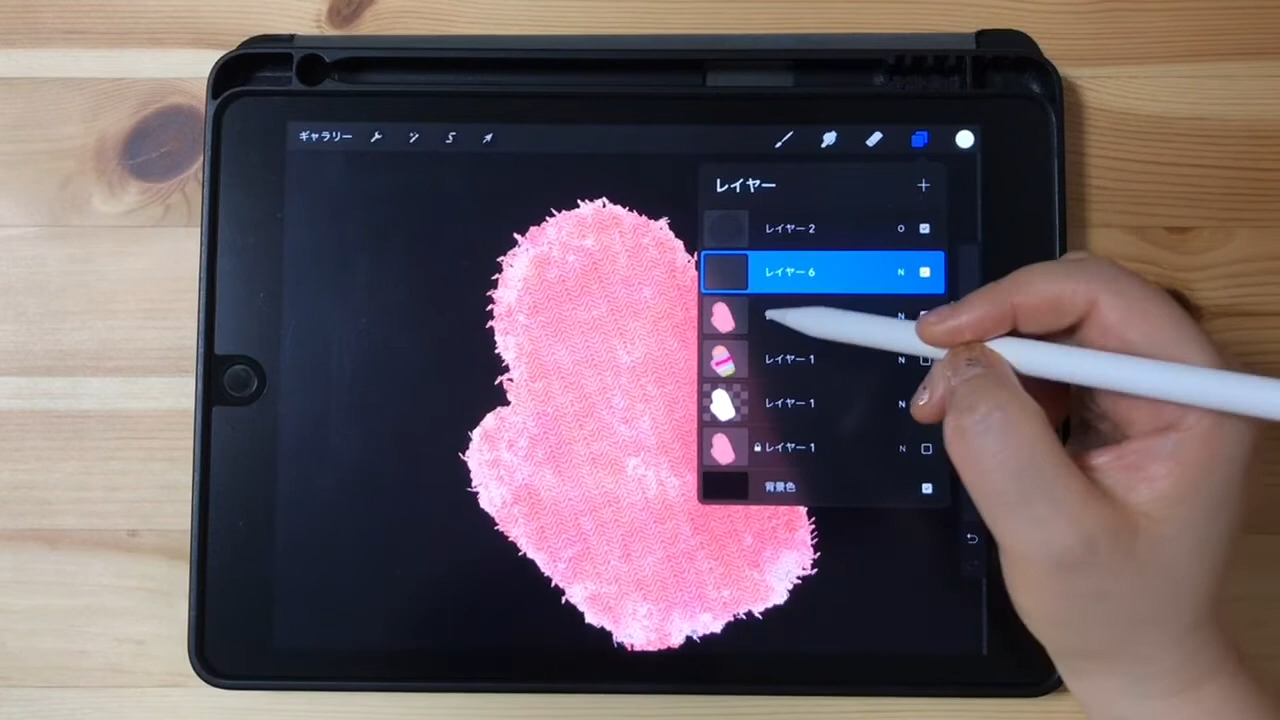 ギャラリー
レイヤー
レイヤー 2 O
レイヤー 6 N
N
レイヤー 1 N
レイヤー 1 N
レイヤー 1 N
背景色